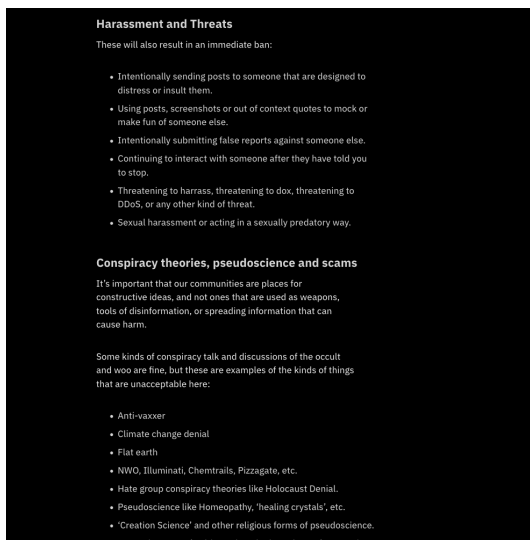 Harassment and Threats
These will also result in an immediate ban:
• Intentionally sending posts to someone that are designed to
distress or insult them.
• Using posts, screenshots or out of context quotes to mock or
make fun of someone else.
• Intentionally submitting false reports against someone else.
• Continuing to interact with someone after they have told you
to stop.
• Threatening to harrass, threatening to dox, threatening to
DDoS, or any other kind of threat.
• Sexual harassment or acting in a sexually predatory way.
Conspiracy theories, pseudoscience and scams
It's important that our communities are places for
constructive ideas, and not ones that are used as weapons,
tools of disinformation, or spreading information that can
cause harm.
Some kinds of conspiracy talk and discussions of the occult
and woo are fine, but these are examples of the kinds of things
that are unacceptable here:
• Anti-vaxxer
• Climate change denial
• Flat earth
• NWO, Illuminati, Chemtrails, Pizzagate, etc.
• Hate group conspiracy theories like Holocaust Denial.
• Pseudoscience like Homeopathy, 'healing crystals', etc.
• 'Creation Science' and other religious forms of pseudoscience.